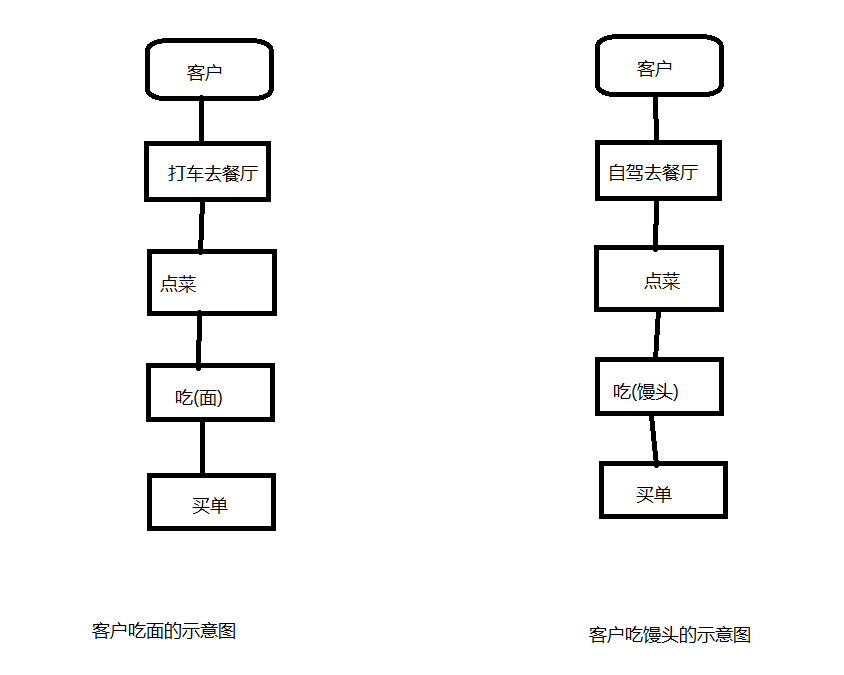 客户
打车去餐厅
点菜
吃(面)
买单
客户吃面的示意图
客户
自驾去餐厅
点菜
吃(馒头)
买单
客户吃馒头的示意图